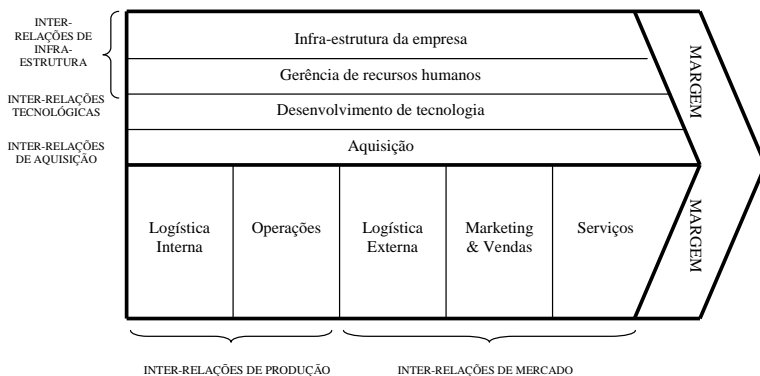 INTER-
RELAÇÕES DE
INFRA-
ESTRUTURA
Infra-estrutura da empresa
Gerência de recursos humanos
INTER-RELAÇÕES
TECNOLÓGICAS
Desenvolvimento de tecnologia
INTER-RELAÇÕES
DE AQUISIÇÃO
Aquisição
MARGEM
Logística
Interna
Operações
Logística
Externa
Marketing
& Vendas
Serviços
MARGEM
INTER-RELAÇÕES DE PRODUÇÃO
INTER-RELAÇÕES DE MERCADO